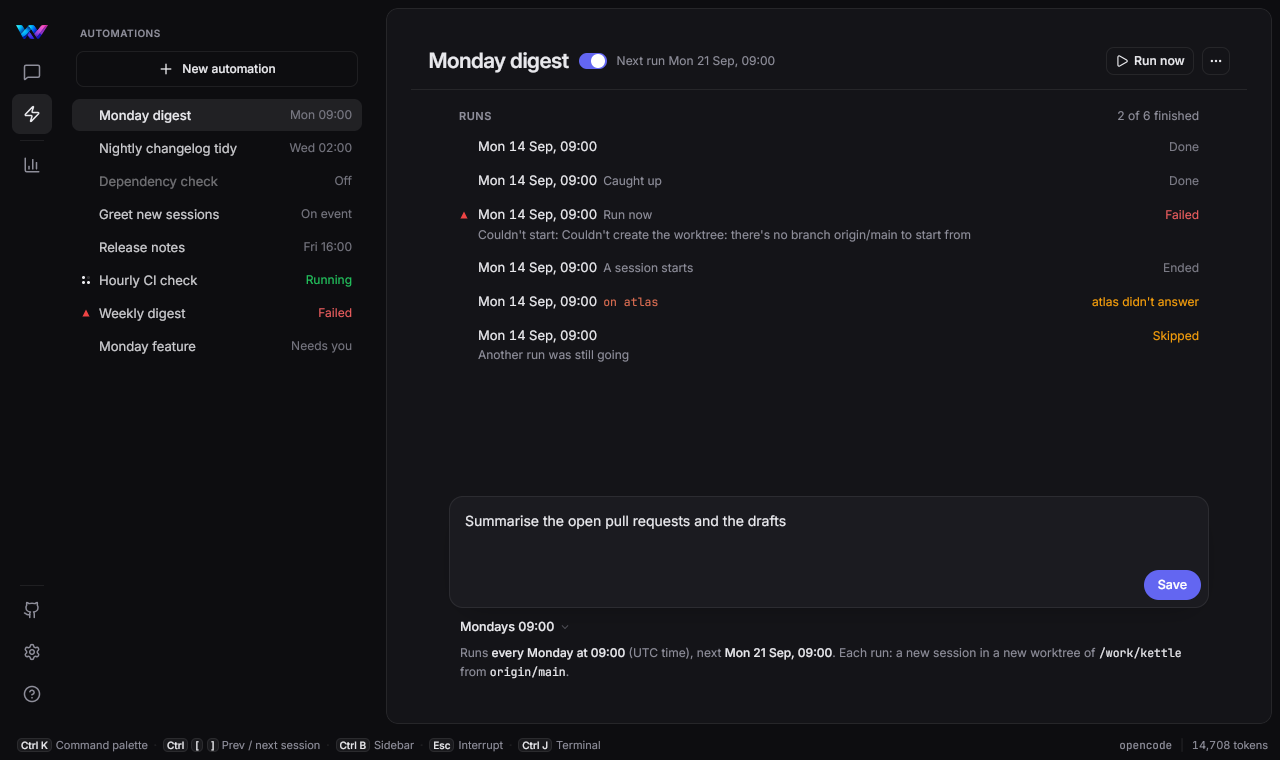 AUTOMATIONS
New automation
Monday digest Mon 09:00
Nightly changelog tidy Wed 02:00
Dependency check Off
Greet new sessions On event
Release notes Fri 16:00
Hourly CI check Running
Weekly digest Failed
Monday feature Needs you
Monday digest Next run Mon 21 Sep, 09:00 Run now
RUNS 2 of 6 finished
Mon 14 Sep, 09:00 Done
Mon 14 Sep, 09:00 Caught up Done
Mon 14 Sep, 09:00 Run now Failed
Couldn't start: Couldn't create the worktree: there's no branch origin/main to start from
Mon 14 Sep, 09:00 A session starts Ended
Mon 14 Sep, 09:00 on atlas atlas didn't answer
Mon 14 Sep, 09:00 Skipped
Another run was still going
Summarise the open pull requests and the drafts
Save
Mondays 09:00
Runs every Monday at 09:00 (UTC time), next Mon 21 Sep, 09:00. Each run: a new session in a new worktree of /work/kettle
from origin/main.
Ctrl K Command palette · Ctrl [ ] Prev / next session · Ctrl B Sidebar · Esc Interrupt · Ctrl J Terminal opencode 14,708 tokens